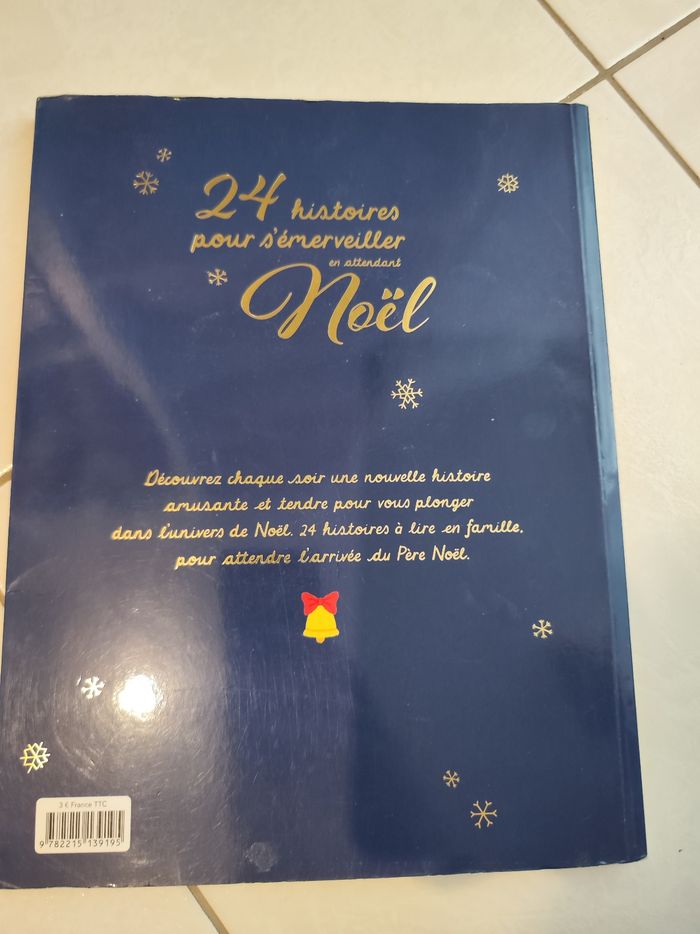 24 histoires
pour s'émerveiller
en attendant
Noël
Découvrez chaque soir une nouvelle histoire
amusante et tendre pour vous plonger
dans l'univers de Noël. 24 histoires à lire en famille,
pour attendre l'arrivée du Père Noël.
3 € France TTC
9 782215 139195